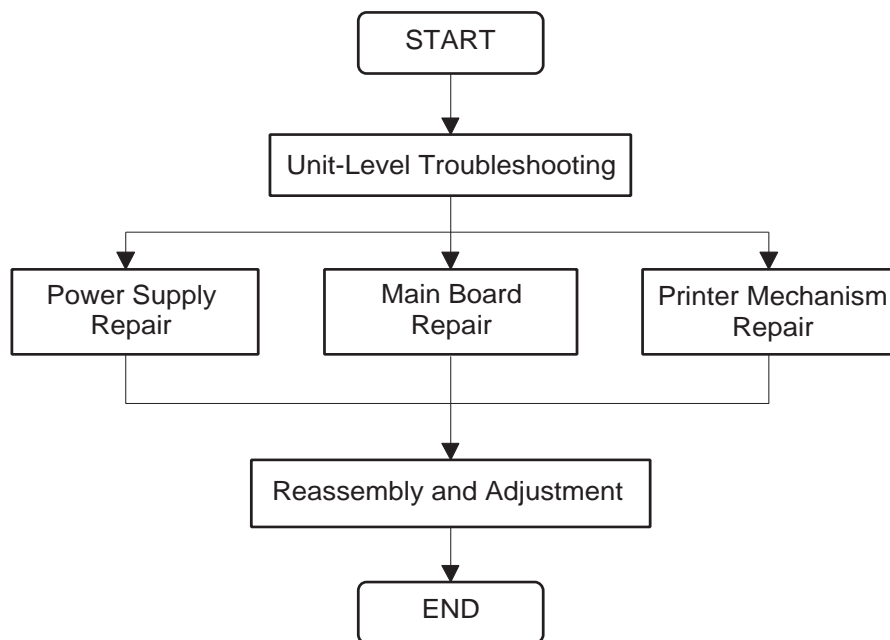 START
Unit-Level Troubleshooting
Power Supply
Repair
Main Board
Repair
Printer Mechanism
Repair
Reassembly and Adjustment
END